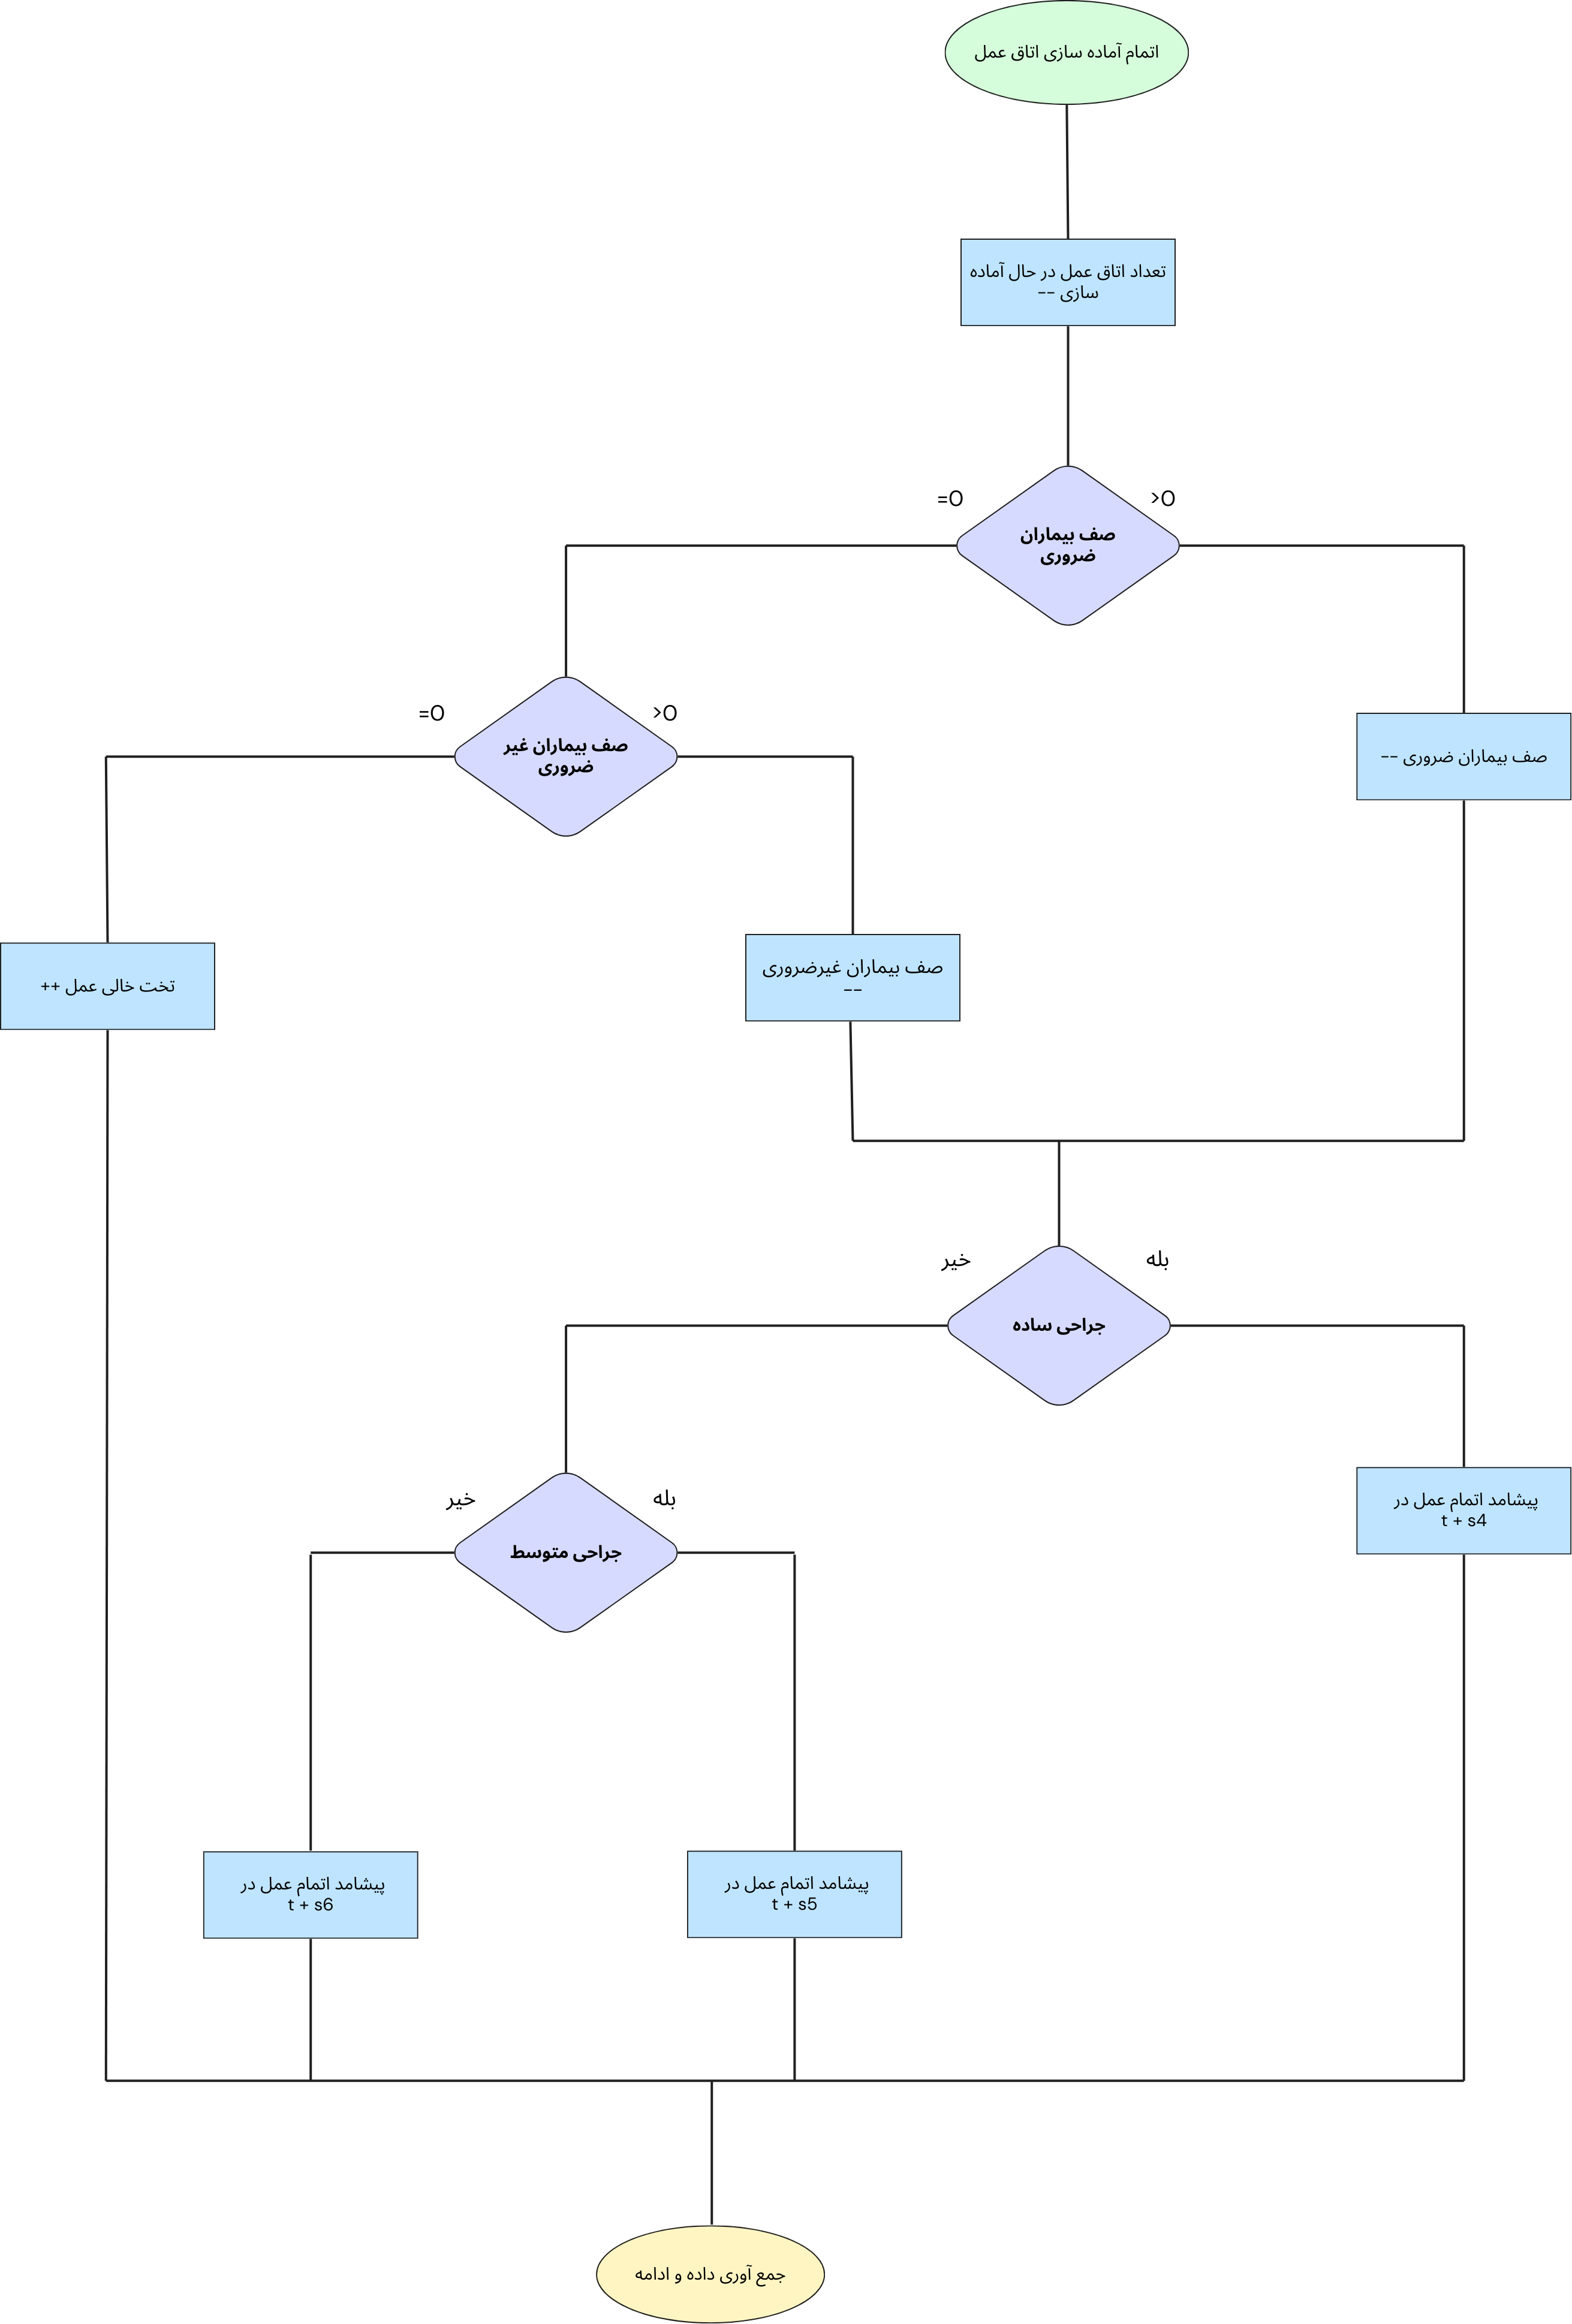 اتمام آماده سازی اتاق عمل
تعداد اتاق عمل در حال آماده
سازی --
>0
=0
صف بیماران
ضروری
>0
=0
صف بیماران غیر
ضروری
صف بیماران ضروری --
صف بیماران غیرضروری
--
تخت خالی عمل ++
بله
خیر
جراحی ساده
بله
خیر
جراحی متوسط
پیشامد اتمام عمل در
t + s4
پیشامد اتمام عمل در
t + s5
پیشامد اتمام عمل در
t + s6
جمع آوری داده و ادامه